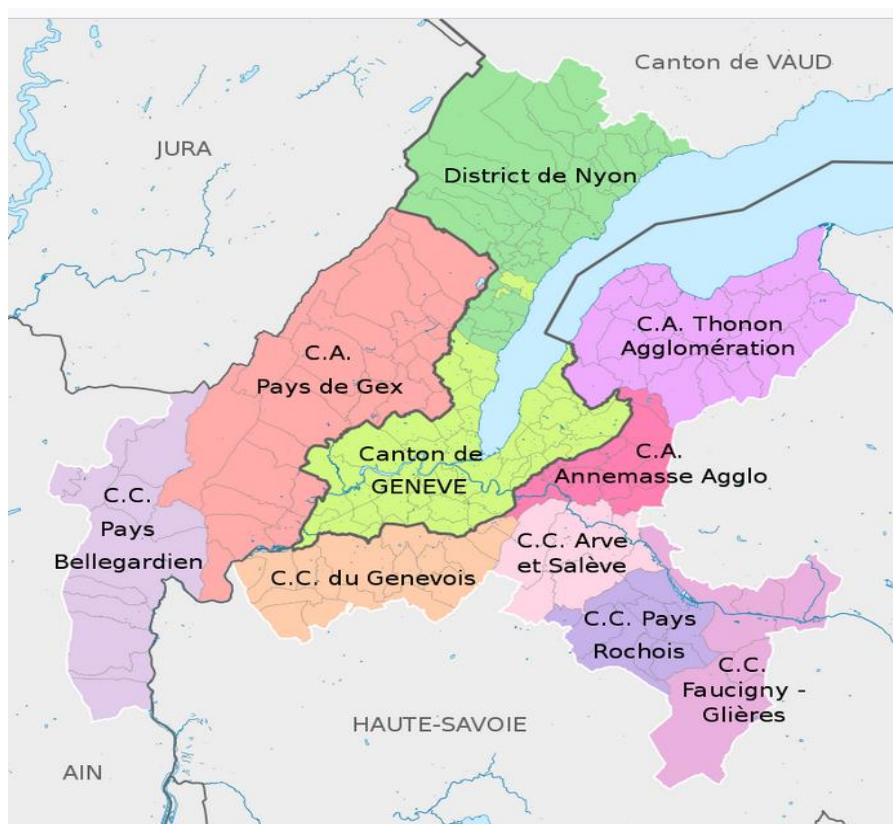 Canton de VAUD
JURA
District de Nyon
C.A. Thonon
Agglomération
C.A.
Pays de Gex
Canton de
GENEVE
C.A.
Annemasse Agglo
C.C.
Pays
Bellegardien
C.C. Arve
et Salève
C.C. du Genevois
C.C. Pays
Rochois
C.C.
Faucigny -
Glières
HAUTE-SAVOIE
AIN